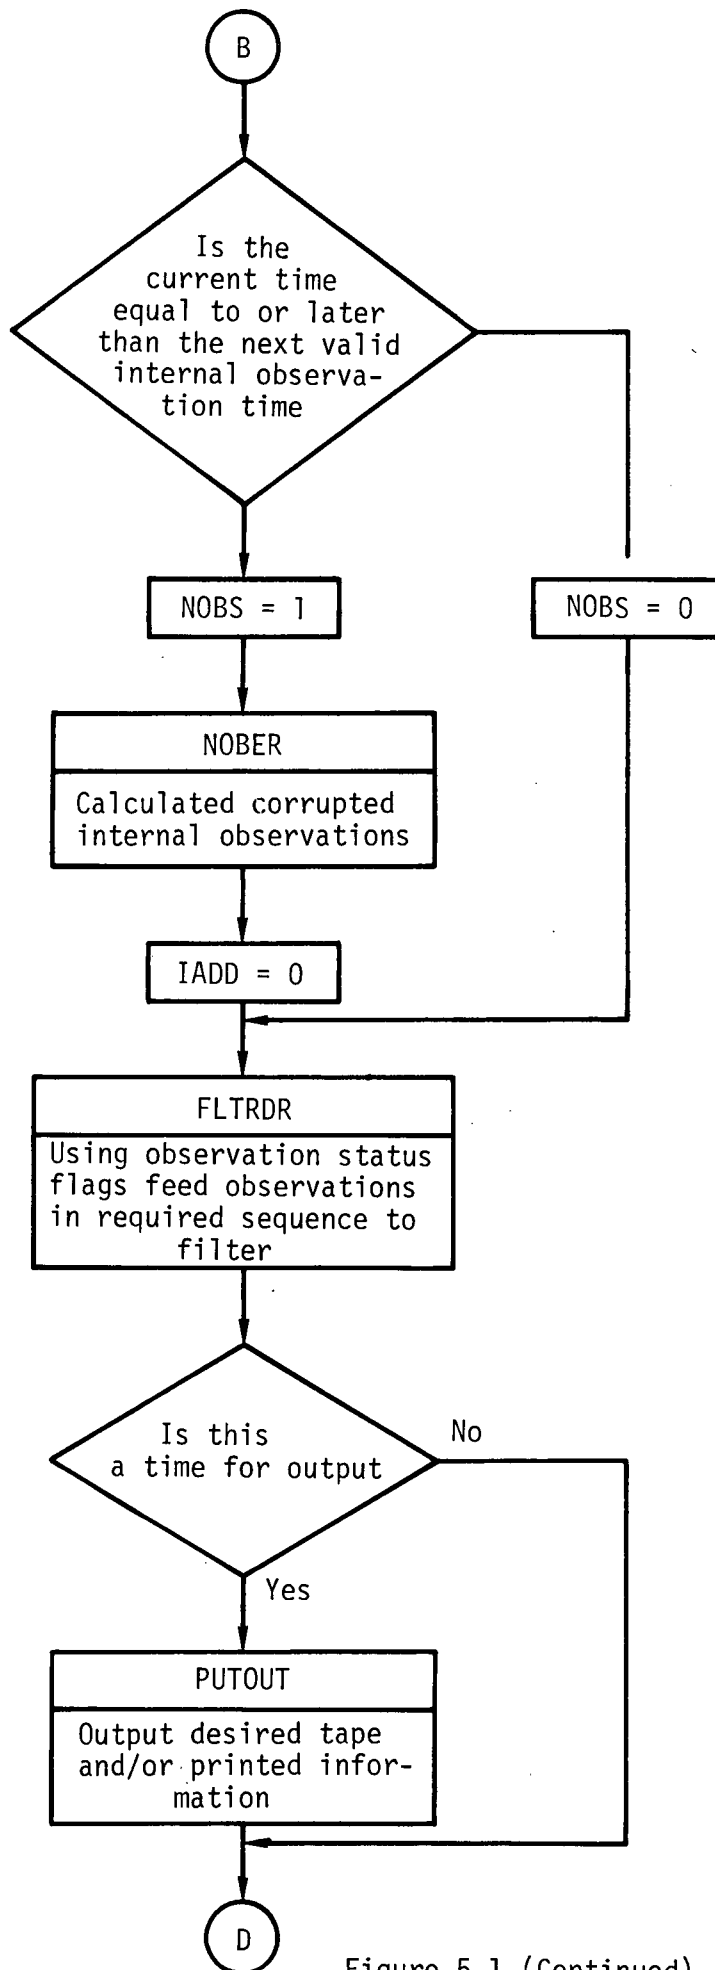 B
Is the
current time
equal to or later
than the next valid
internal observa-
tion time
NOBS = 1
NOBS = 0
NOBER
Calculated corrupted
internal observations
IADD = 0
FLTRDR
Using observation status
flags feed observations
in required sequence to
filter
Is this
a time for output
No
Yes
PUTOUT
Output desired tape
and/or printed infor-
mation
D
Figure 5.1 (Continued)